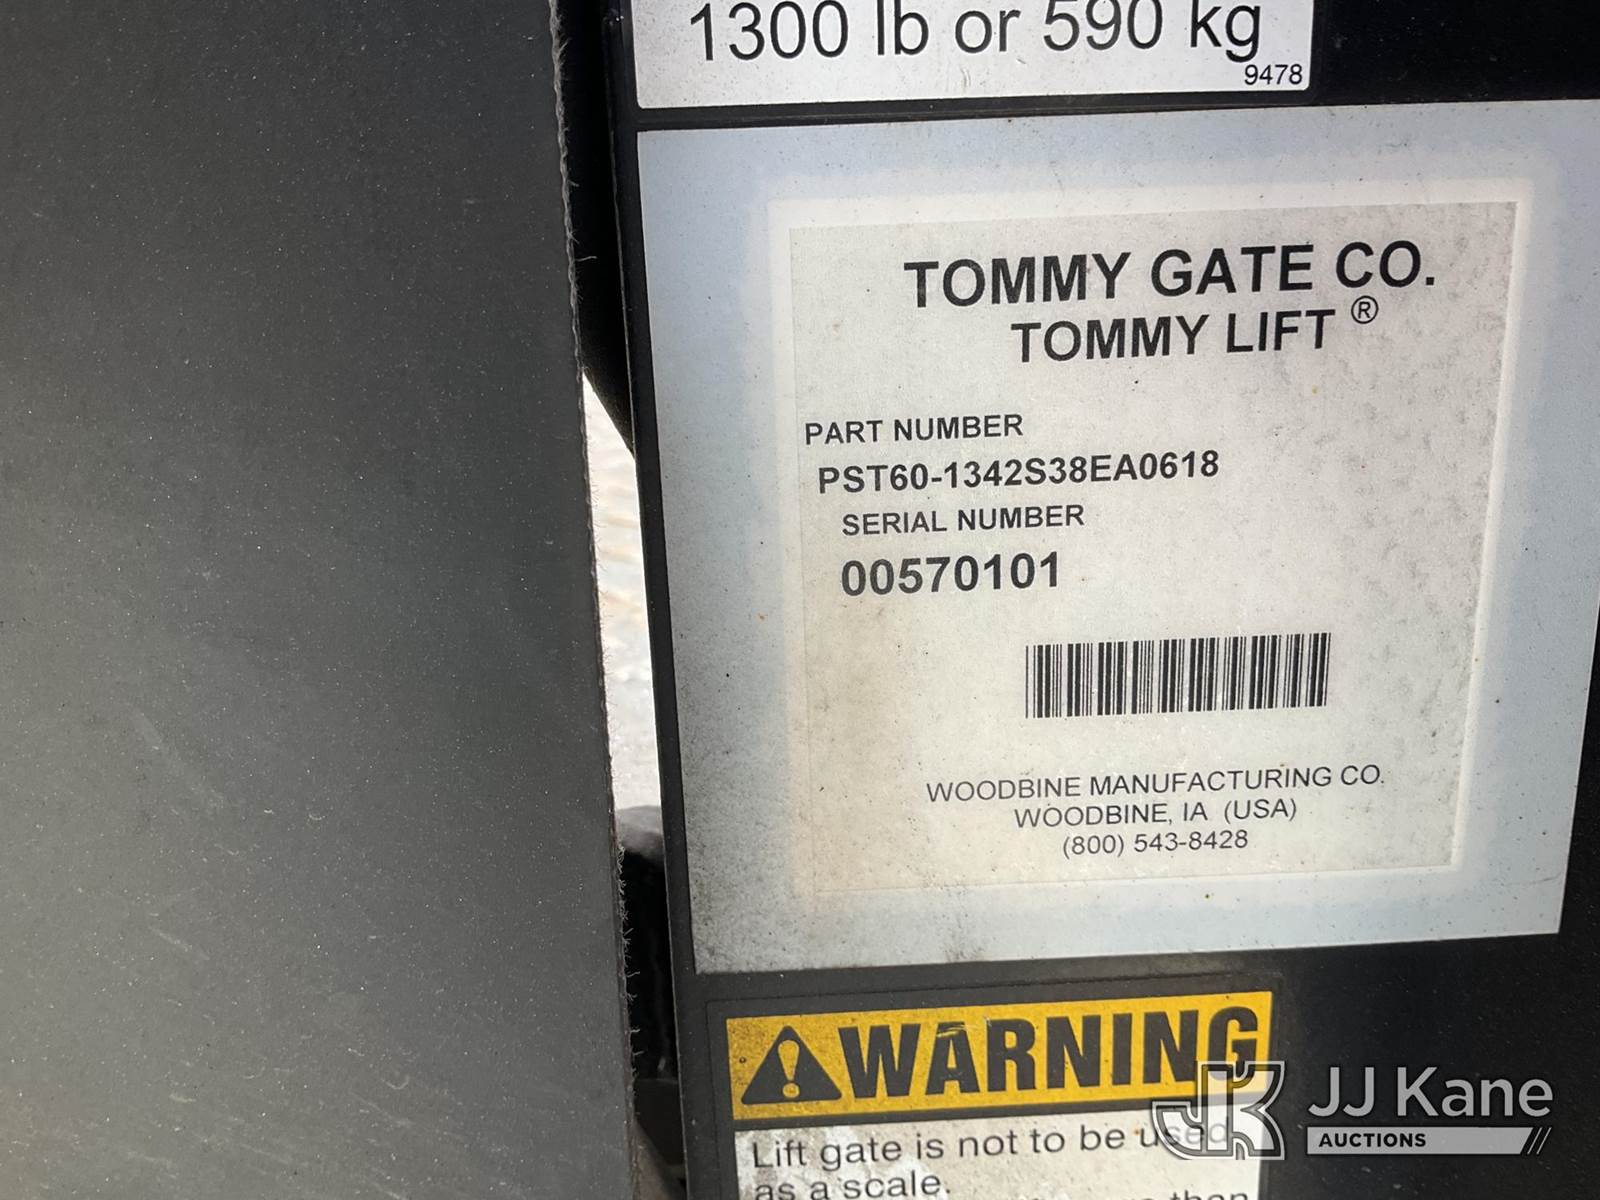 1300 lb or 590 kg
9478
TOMMY GATE CO.
TOMMY LIFT ®
PART NUMBER
PST60-1342S38EA0618
SERIAL NUMBER
00570101
WOODBINE MANUFACTURING CO.
WOODBINE, IA (USA)
(800) 543-8428
WARNING
Lift gate is not to be used
as a scale.
than
JJ Kane
AUCTIONS